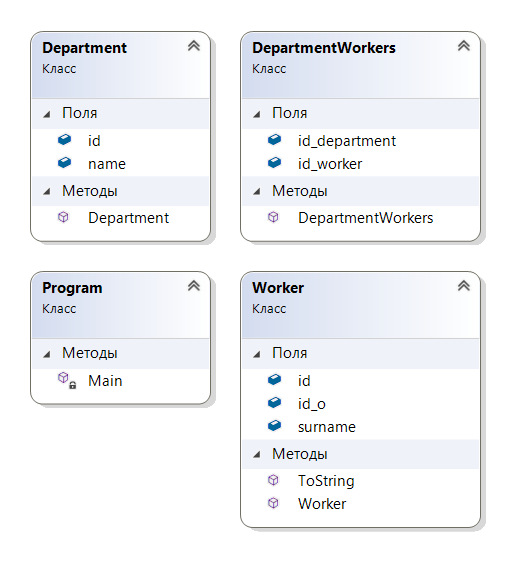 Department
Класс
Поля
id
name
Методы
Department
DepartmentWorkers
Класс
Поля
id_department
id_worker
Методы
DepartmentWorkers
Program
Класс
Методы
Main
Worker
Класс
Поля
id
id_o
surname
Методы
ToString
Worker